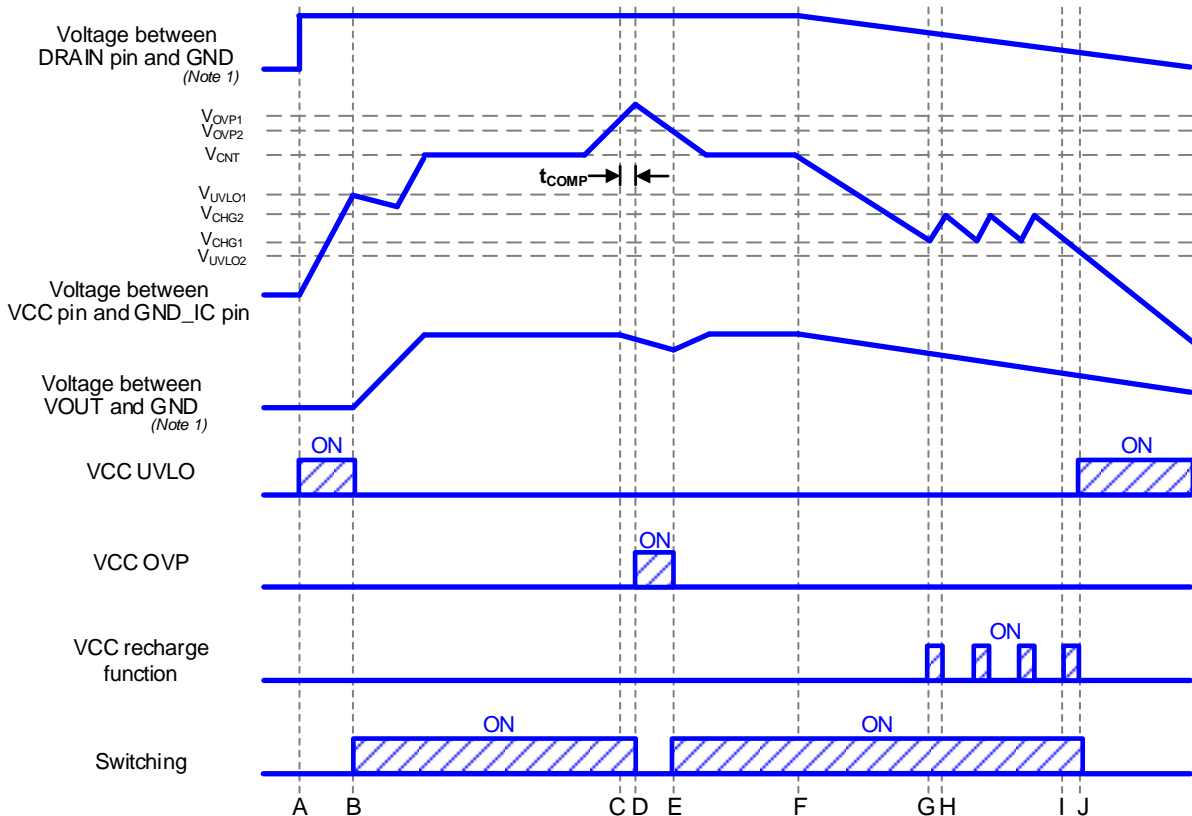 Voltage between
DRAIN pin and GND
(Note 1)
VOVP1
VOVP2
VCNT
tCOMP
VUVLO1
VCHG2
VCHG1
VUVLO2
Voltage between
VCC pin and GND_IC pin
Voltage between
VOUT and GND
(Note 1)
ON
ON
VCC UVLO
ON
VCC OVP
ON
VCC recharge
function
ON
ON
Switching
A B C D E F G H I J